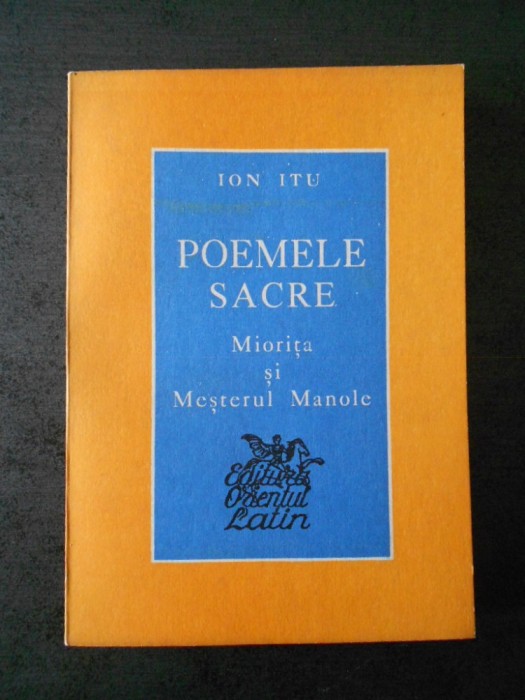 ION ITU
POEMELE
SACRE
Miorița
și
Meșterul Manole
Editura
Orientul
Latin